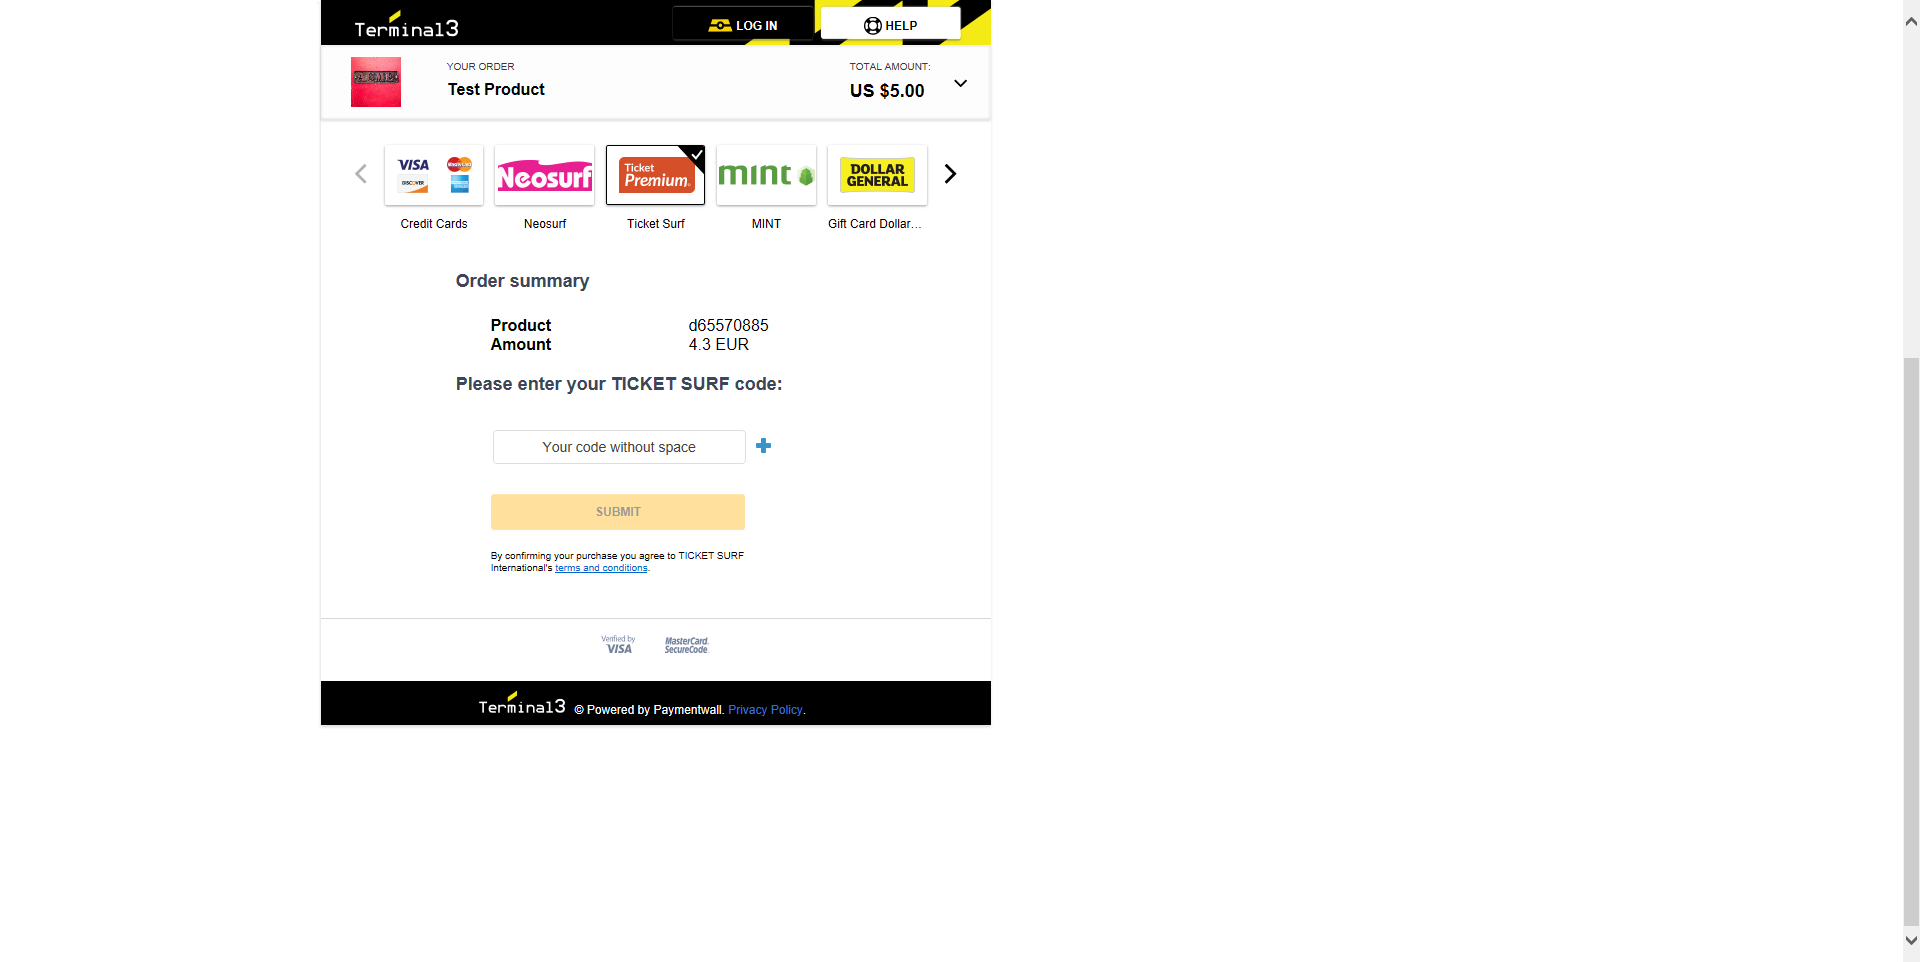 Terminal3
LOG IN
HELP
YOUR ORDER
Test Product
TOTAL AMOUNT:
US $5.00
VISA
MasterCard
DISCOVER
Neosurf
Ticket
Premium
mint
DOLLAR
GENERAL
Credit Cards
Neosurf
Ticket Surf
MINT
Gift Card Dollar...
Order summary
Product d65570885
Amount 4.3 EUR
Please enter your TICKET SURF code:
Your code without space
SUBMIT
By confirming your purchase you agree to TICKET SURF
International's terms and conditions.
Verified by
VISA
MasterCard.
SecureCode.
Terminal3 © Powered by Paymentwall. Privacy Policy.